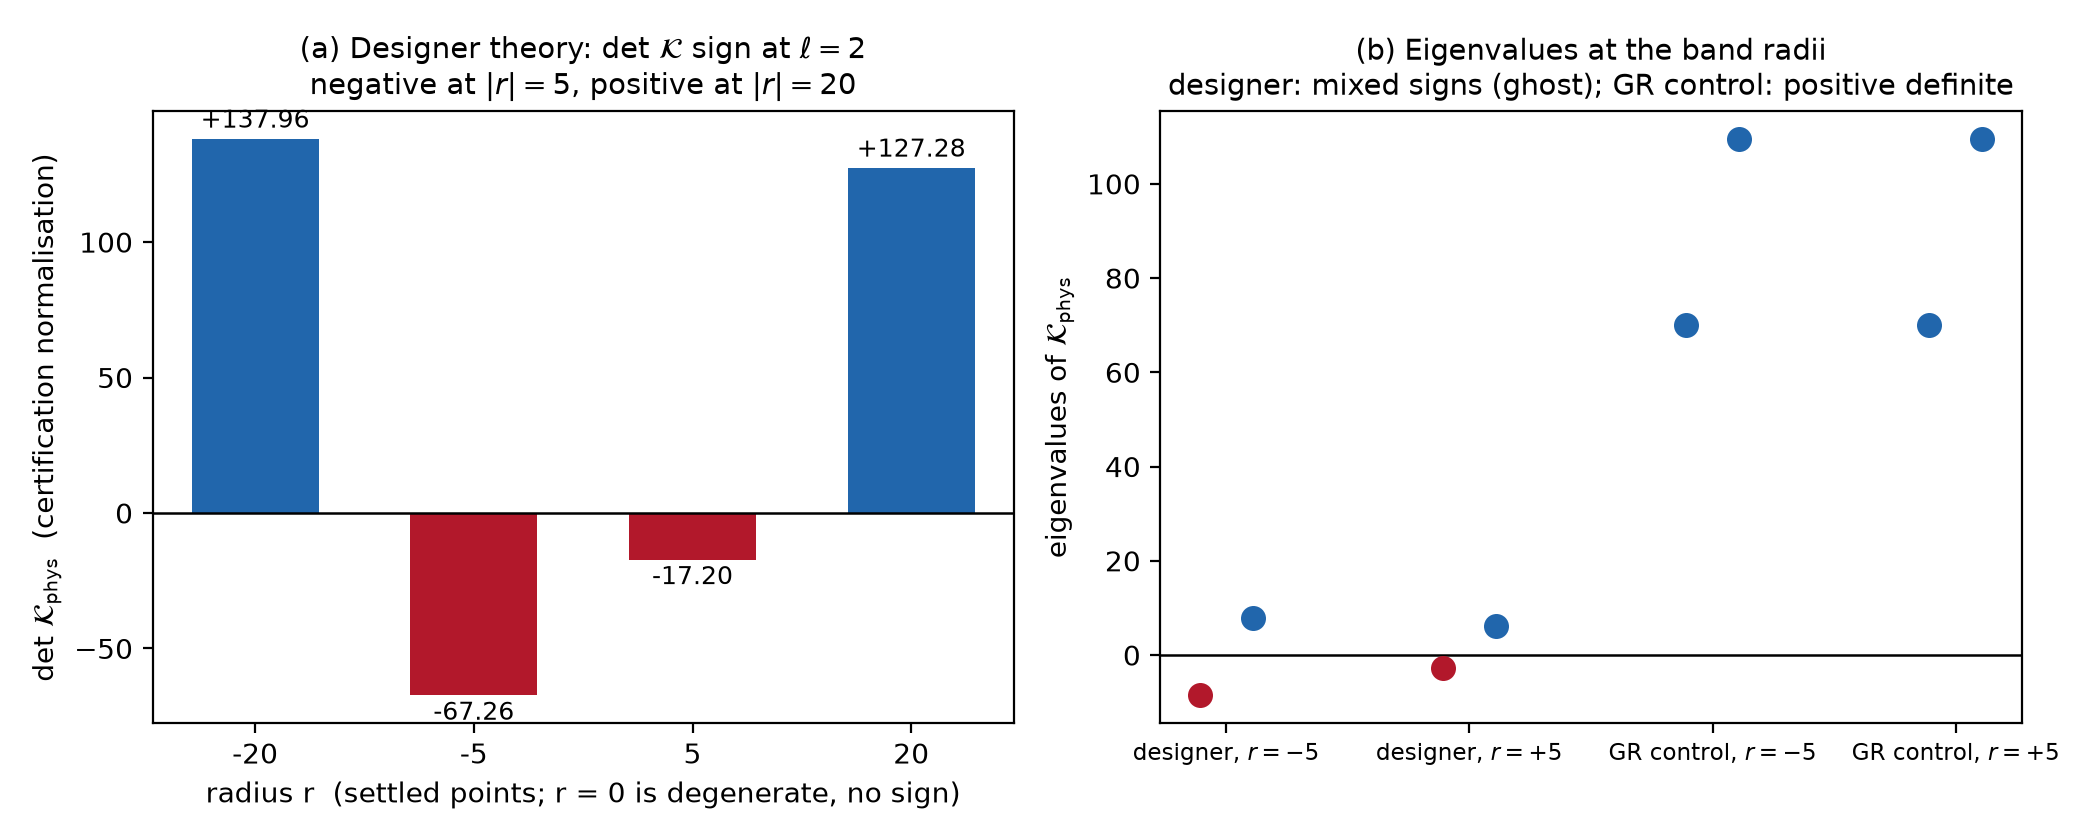 (a) Designer theory: det 𝒦 sign at ℓ = 2
negative at |r| = 5, positive at |r| = 20
+137.96
+127.28
-17.20
-67.26
100
50
0
−50
det 𝒦phys (certification normalisation)
-20
-5
5
20
radius r (settled points; r = 0 is degenerate, no sign)
(b) Eigenvalues at the band radii
designer: mixed signs (ghost); GR control: positive definite
100
80
60
40
20
0
eigenvalues of 𝒦phys
designer, r = −5
designer, r = +5
GR control, r = −5
GR control, r = +5